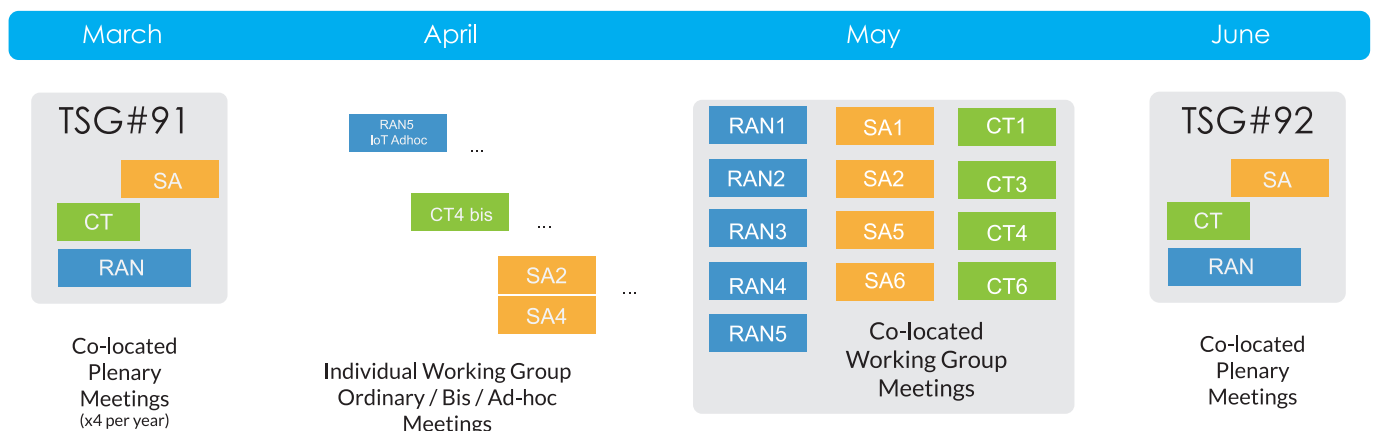 March
April
May
June
TSG#91
SA
CT
RAN
Co-located
Plenary
Meetings
(x4 per year)
RAN5
IoT Adhoc
...
CT4 bis
...
SA2
SA4
...
Individual Working Group
Ordinary / Bis / Ad-hoc
Meetings
RAN1
SA1
CT1
RAN2
SA2
CT3
RAN3
SA5
CT4
RAN4
SA6
CT6
RAN5
Co-located
Working Group
Meetings
TSG#92
SA
CT
RAN
Co-located
Plenary
Meetings